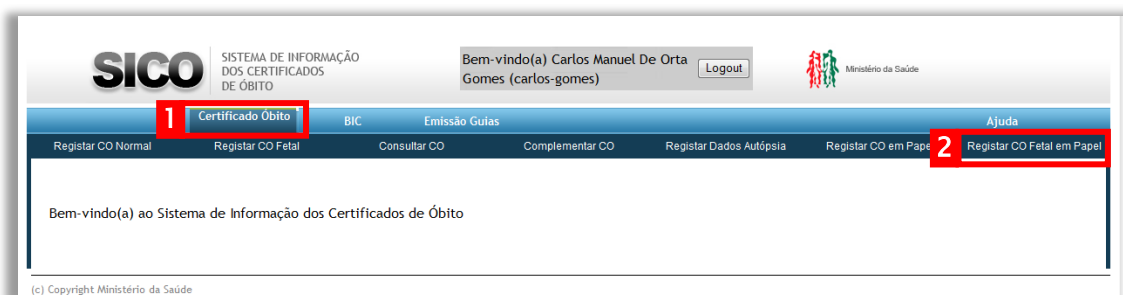 SICO
SISTEMA DE INFORMAÇÃO
DOS CERTIFICADOS
DE ÓBITO
Bem-vindo(a) Carlos Manuel De Orta
Gomes (carlos-gomes)
Logout
Ministério da Saúde
1 Certificado Óbito BIC Emissão Guias Ajuda
Registar CO Normal Registar CO Fetal Consultar CO Complementar CO Registar Dados Autópsia Registar CO em Pape 2 Registar CO Fetal em Papel
Bem-vindo(a) ao Sistema de Informação dos Certificados de Óbito
(c) Copyright Ministério da Saúde